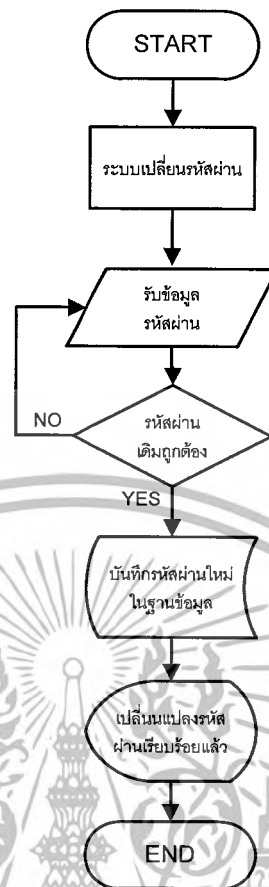 START
ระบบเปลี่ยนรหัสผ่าน
รับข้อมูล
รหัสผ่าน
NO
รหัสผ่าน
เดิมถูกต้อง
YES
บันทึกรหัสผ่านใหม่
ในฐานข้อมูล
เปลี่นนแปลงรหัส
ผ่านเรียบร้อยแล้ว
END